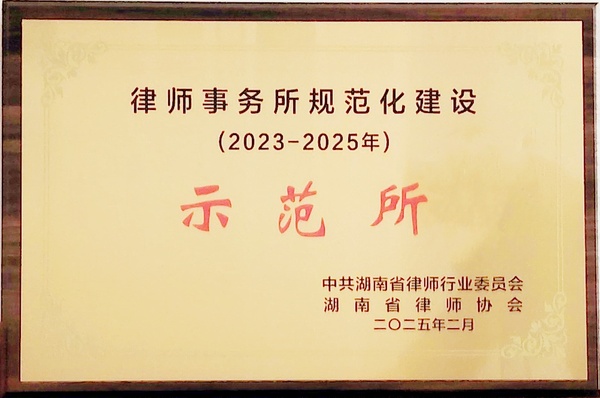 律师事务所规范化建设
(2023-2025年)
示范所
中共湖南省律师行业委员会
湖南省律师协会
二〇二五年二月